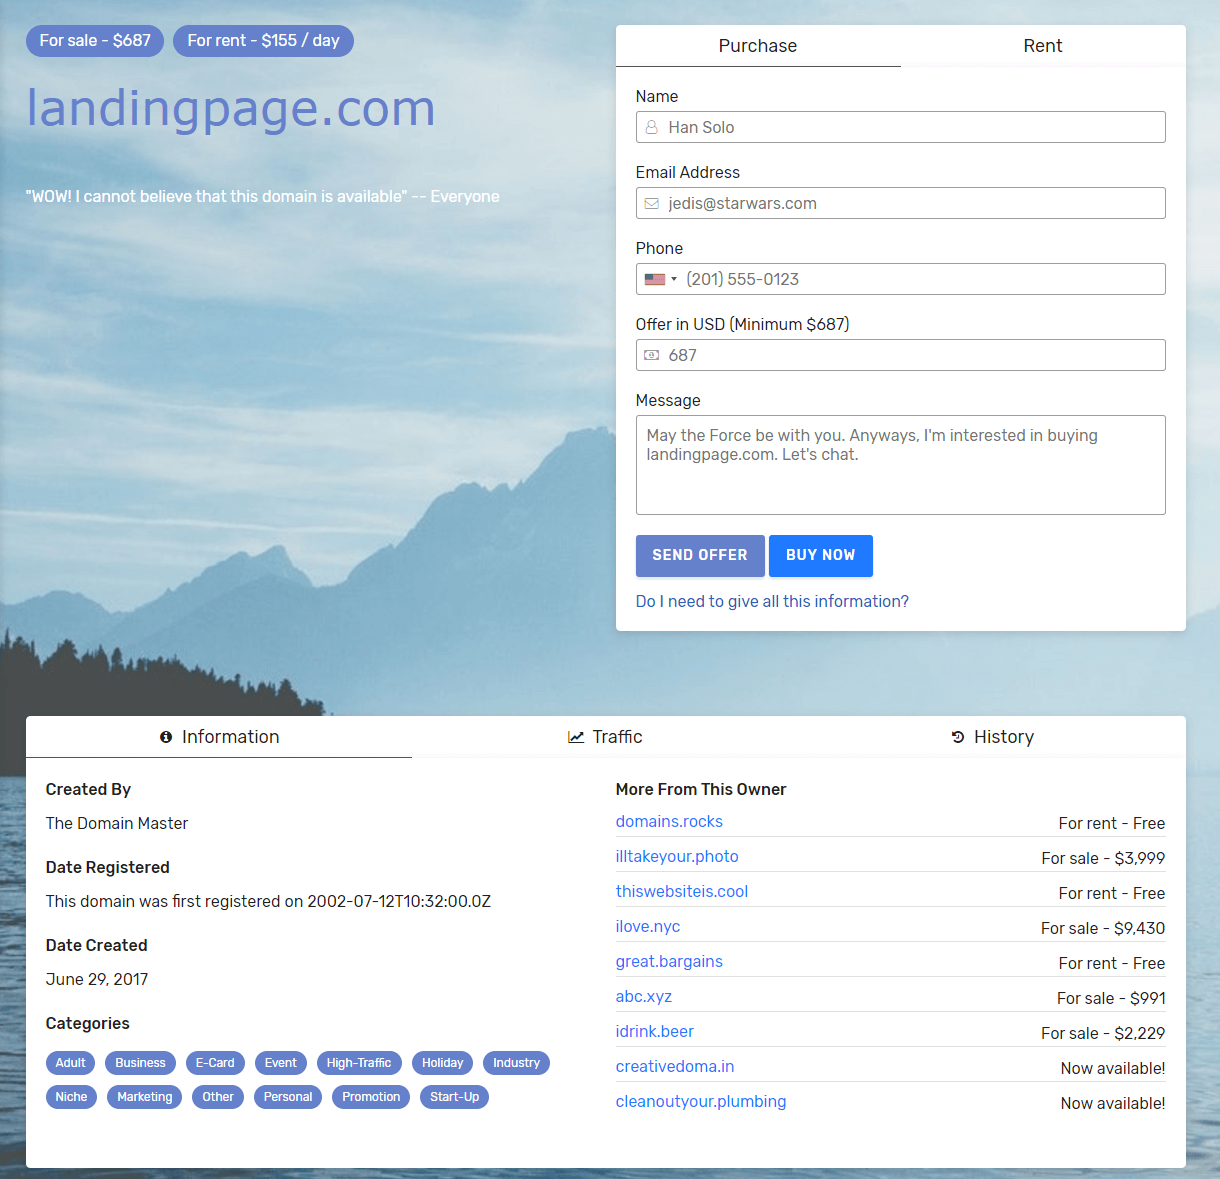 For sale - $687
For rent - $155 / day
landingpage.com
"WOW! I cannot believe that this domain is available" -- Everyone
Purchase
Rent
Name
Han Solo
Email Address
jedis@starwars.com
Phone
(201) 555-0123
Offer in USD (Minimum $687)
687
Message
May the Force be with you. Anyways, I'm interested in buying
landingpage.com. Let's chat.
SEND OFFER
BUY NOW
Do I need to give all this information?
Information
Traffic
History
Created By
The Domain Master
Date Registered
This domain was first registered on 2002-07-12T10:32:00.0Z
Date Created
June 29, 2017
Categories
Adult Business E-Card Event High-Traffic Holiday Industry
Niche Marketing Other Personal Promotion Start-Up
More From This Owner
domains.rocks For rent - Free
illtakeyour.photo For sale - $3,999
thiswebsiteis.cool For rent - Free
ilove.nyc For sale - $9,430
great.bargains For rent - Free
abc.xyz For sale - $991
idrink.beer For sale - $2,229
creativedoma.in Now available!
cleanoutyour.plumbing Now available!